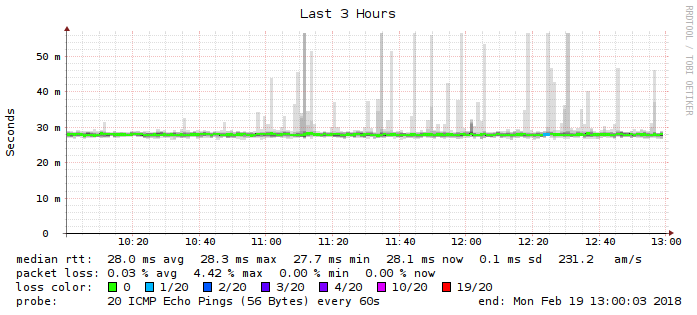 Last 3 Hours
RRDTOOL / TOBI OETIKER
Seconds
50 m
40 m
30 m
20 m
10 m
0
10:20 10:40 11:00 11:20 11:40 12:00 12:20 12:40 13:00
median rtt: 28.0 ms avg 28.3 ms max 27.7 ms min 28.1 ms now 0.1 ms sd 231.2 am/s
packet loss: 0.03 % avg 4.42 % max 0.00 % min 0.00 % now
loss color: 0 1/20 2/20 3/20 4/20 10/20 19/20
probe: 20 ICMP Echo Pings (56 Bytes) every 60s end: Mon Feb 19 13:00:03 2018